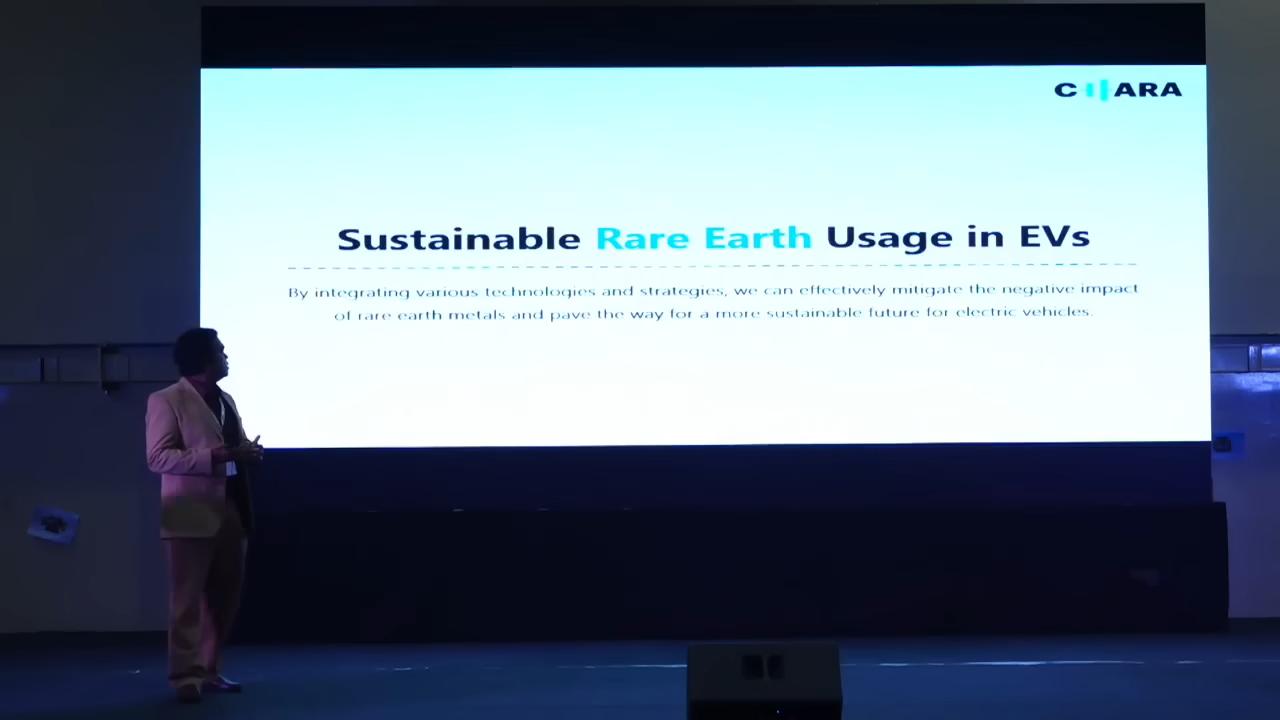 CHARA
Sustainable Rare Earth Usage in EVs
By integrating various technologies and strategies, we can effectively mitigate the negative impact
of rare earth metals and pave the way for a more sustainable future for electric vehicles.